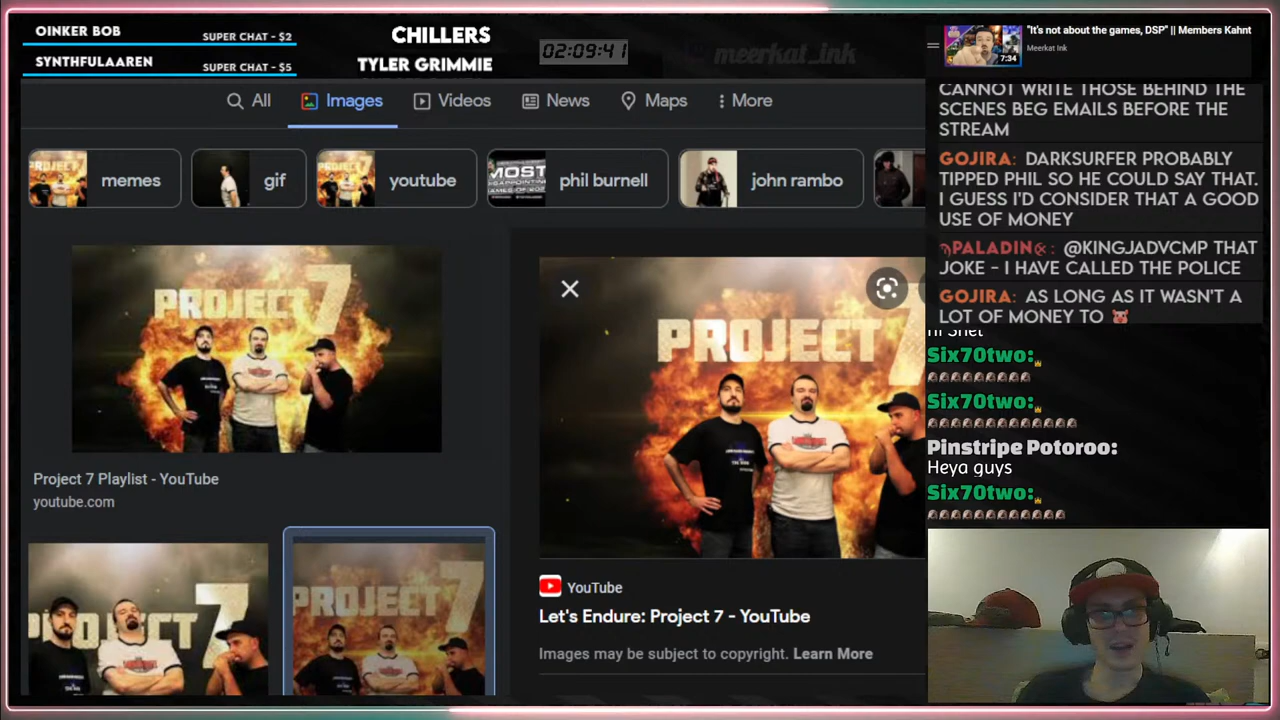 OINKER BOB
SUPER CHAT - $2
SYNTHFULAAREN
SUPER CHAT - $5
CHILLERS
TYLER GRIMMIE
02:09:41
meerkat_ink
"It's not about the games, DSP" || Members Kahnt
Meerkat Ink
7:34
All
Images
Videos
News
Maps
More
memes
gif
youtube
MOST
phil burnell
john rambo
PROJECT 7
Project 7 Playlist - YouTube
youtube.com
PROJECT 7
YouTube
Let's Endure: Project 7 - YouTube
Images may be subject to copyright. Learn More
PROJECT 7
CANNOT WRITE THOSE BEHIND THE
SCENES BEG EMAILS BEFORE THE
STREAM
GOJIRA: DARKSURFER PROBABLY
TIPPED PHIL SO HE COULD SAY THAT.
I GUESS I'D CONSIDER THAT A GOOD
USE OF MONEY
PALADIN: @KINGJADVCMP THAT
JOKE - I HAVE CALLED THE POLICE
GOJIRA: AS LONG AS IT WASN'T A
LOT OF MONEY TO
Six70two:
Six70two:
Pinstripe Potoroo:
Heya guys
Six70two: